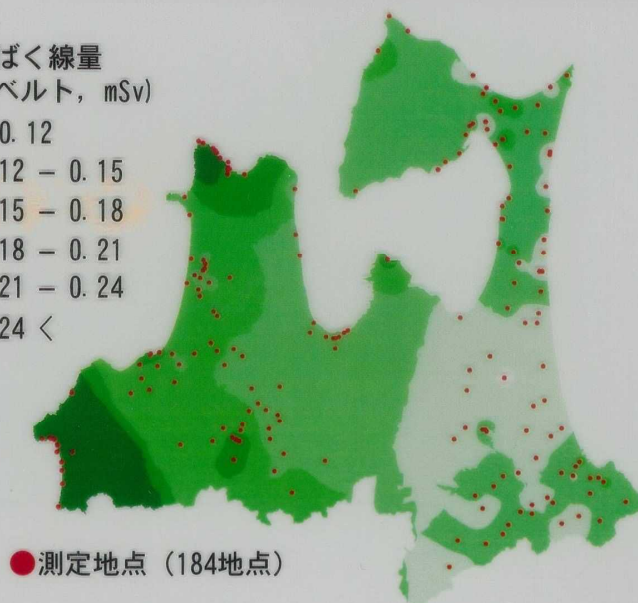 ばく線量
ベルト, mSv)
0.12
12 - 0.15
15 - 0.18
18 - 0.21
21 - 0.24
24 <
●測定地点（184地点）